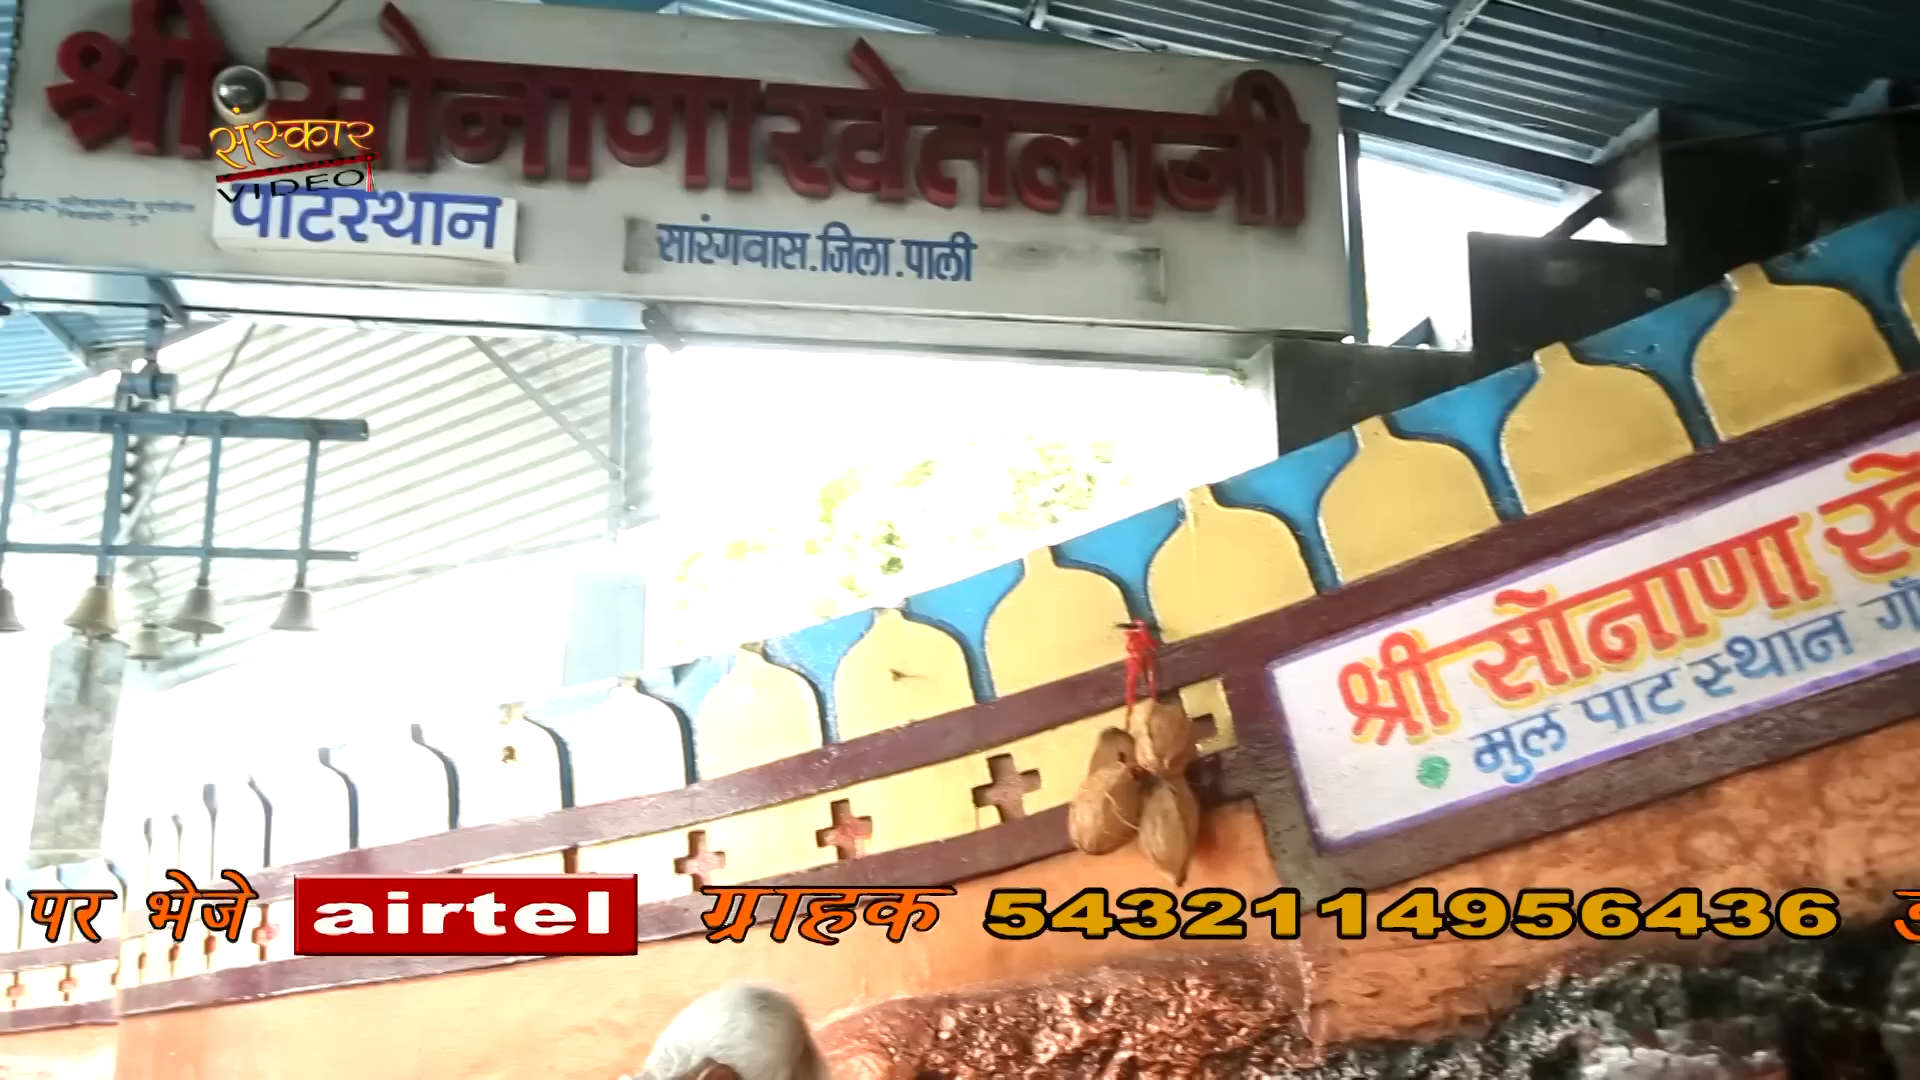 श्री सोनाणा खेतलाजी
संस्कार
VIDEO
पाटस्थान
सारंगवास.जिला.पाली
श्री सॊनाणा खे
मुल पाट स्थान गाँ
पर भेजे airtel ग्राहक 5432114956436